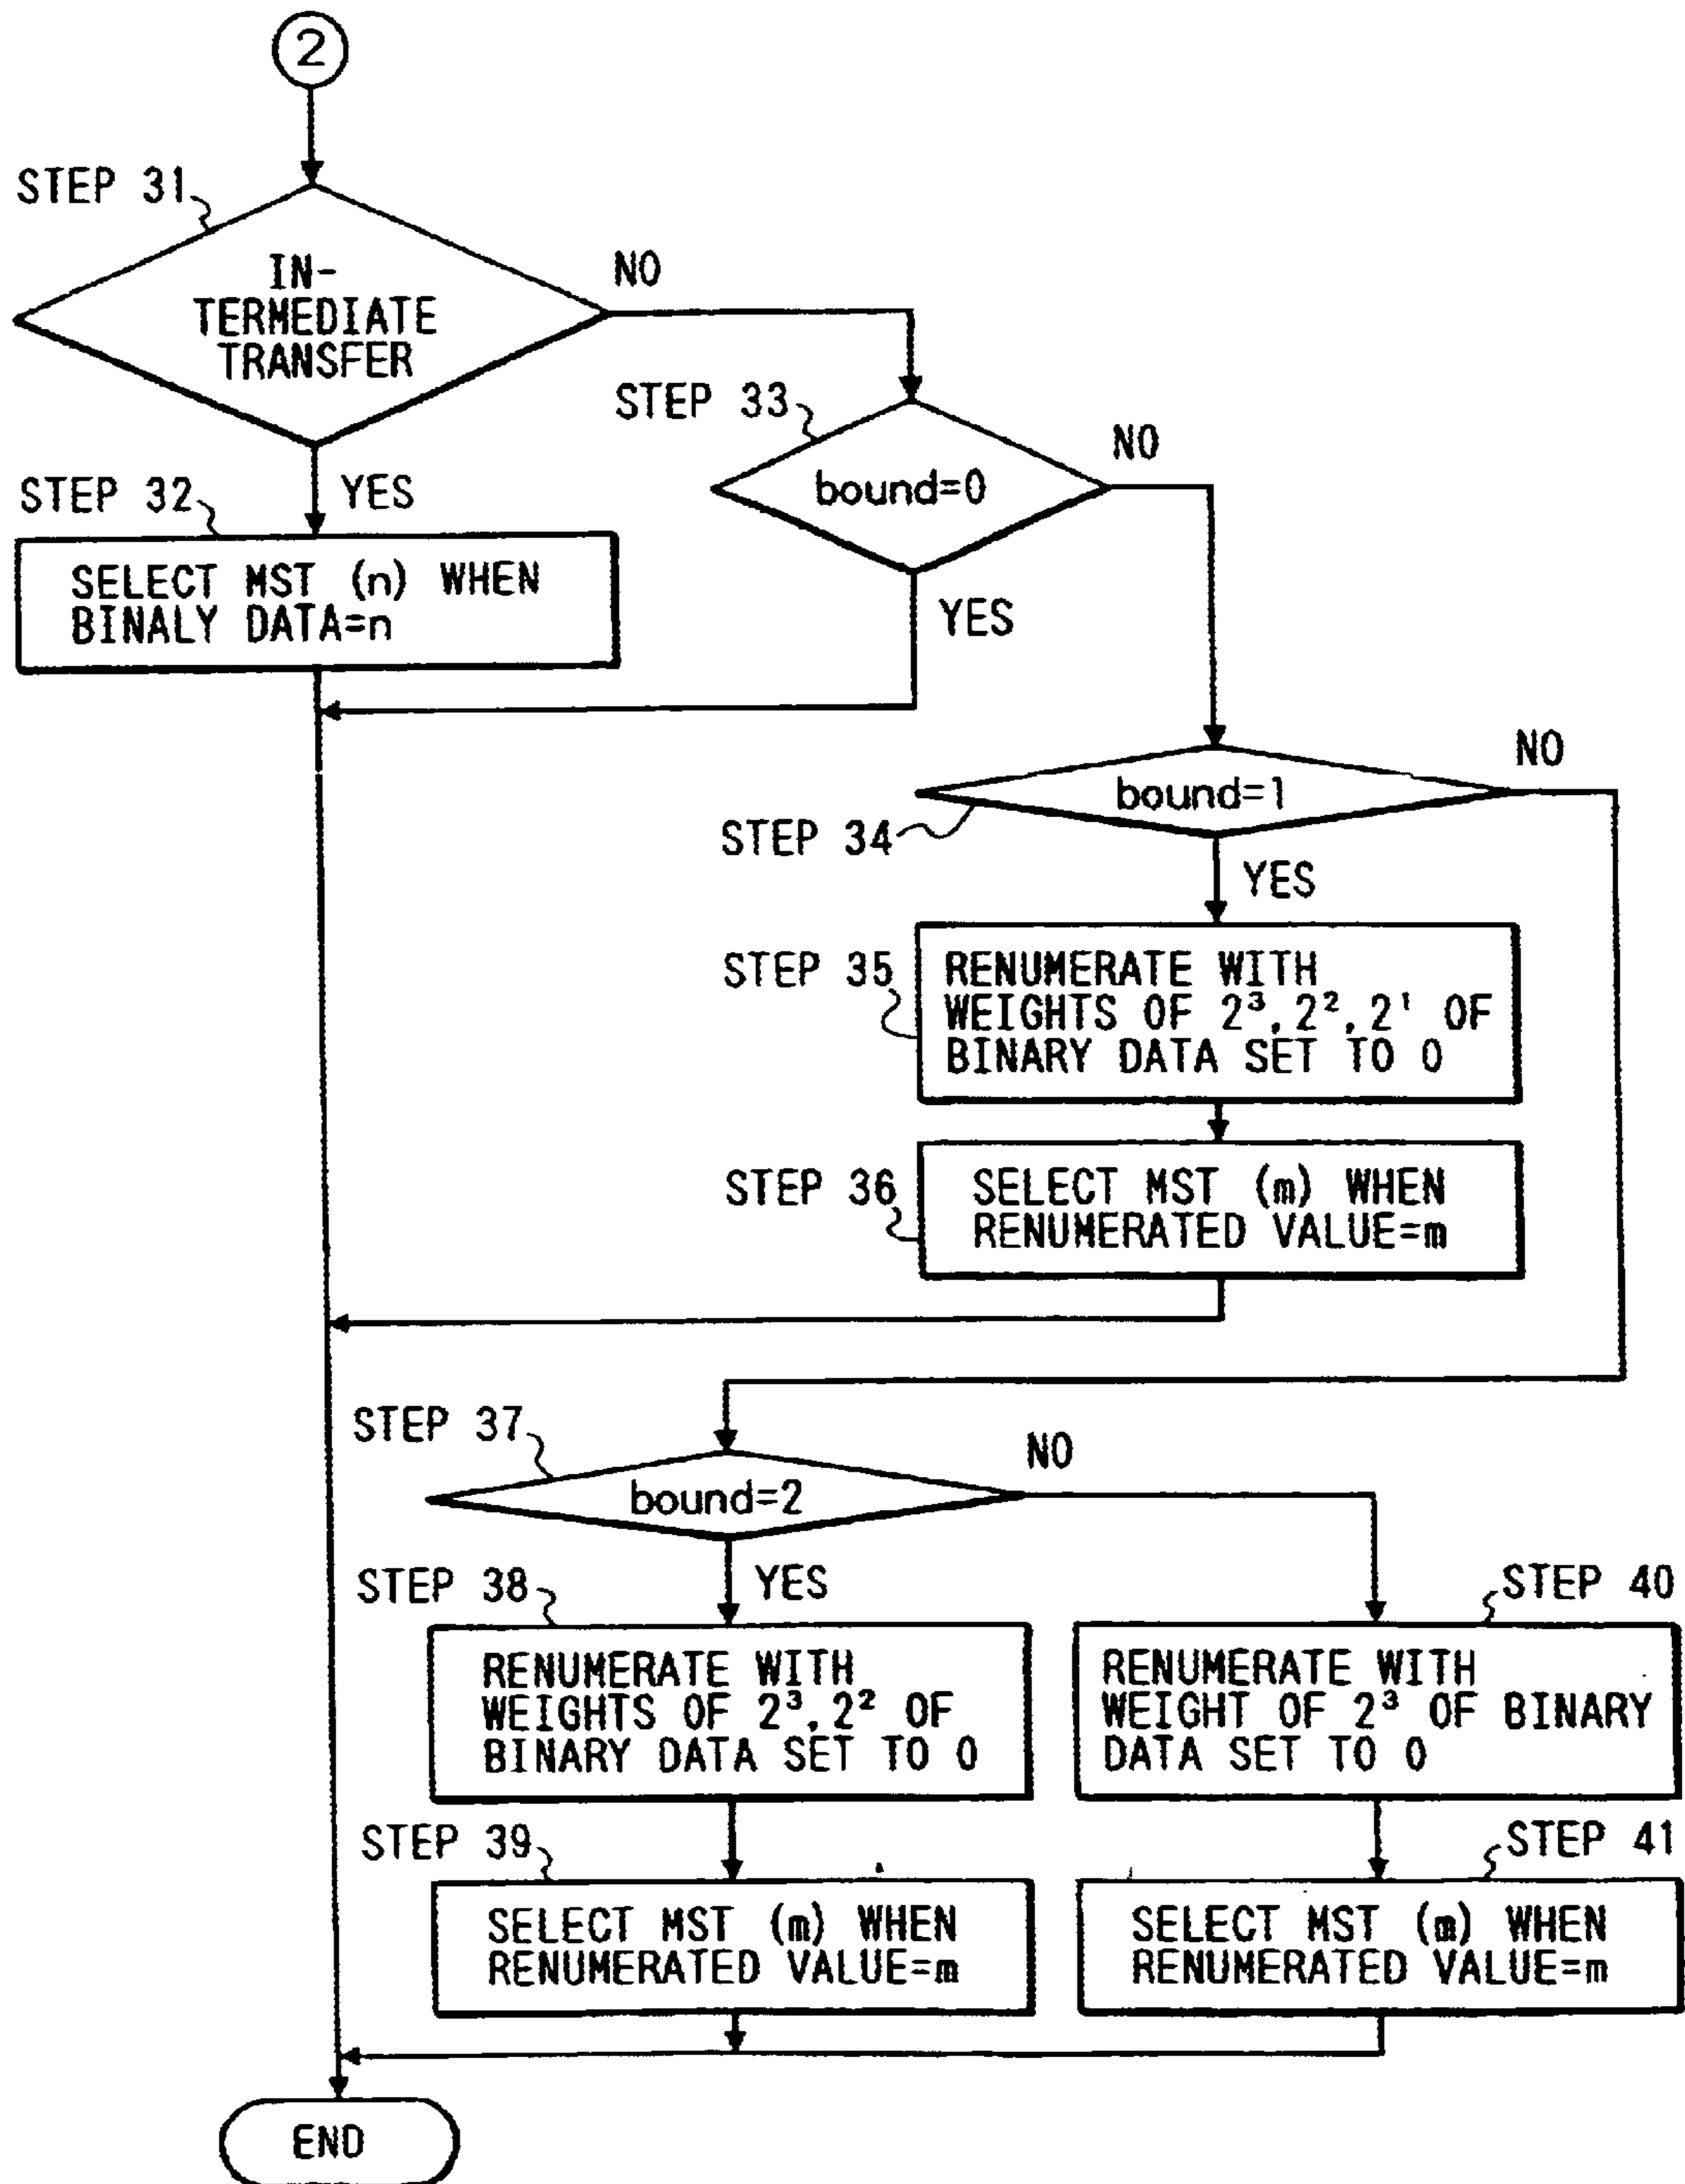 2
STEP 31
IN-
TERMEDIATE
TRANSFER
NO
STEP 33
bound=0
NO
STEP 32
YES
SELECT MST (n) WHEN
BINALY DATA=n
YES
bound=1
NO
STEP 34
YES
STEP 35
RENUMERATE WITH
WEIGHTS OF 2³,2²,2¹ OF
BINARY DATA SET TO 0
STEP 36
SELECT MST (m) WHEN
RENUMERATED VALUE=m
STEP 37
bound=2
NO
STEP 38
YES
RENUMERATE WITH
WEIGHTS OF 2³,2² OF
BINARY DATA SET TO 0
STEP 40
RENUMERATE WITH
WEIGHT OF 2³ OF BINARY
DATA SET TO 0
STEP 39
SELECT MST (m) WHEN
RENUMERATED VALUE=m
STEP 41
SELECT MST (m) WHEN
RENUMERATED VALUE=m
END